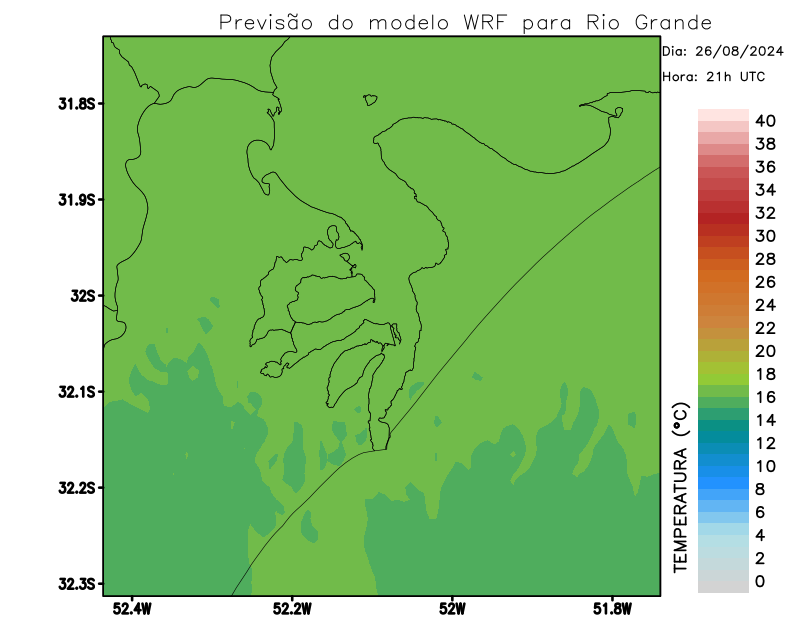 Previsão do modelo WRF para Rio Grande
Dia: 26/08/2024
Hora: 21h UTC
31.8S
31.9S
32S
32.1S
32.2S
32.3S
52.4W
52.2W
52W
51.8W
TEMPERATURA (°C)
40
38
36
34
32
30
28
26
24
22
20
18
16
14
12
10
8
6
4
2
0